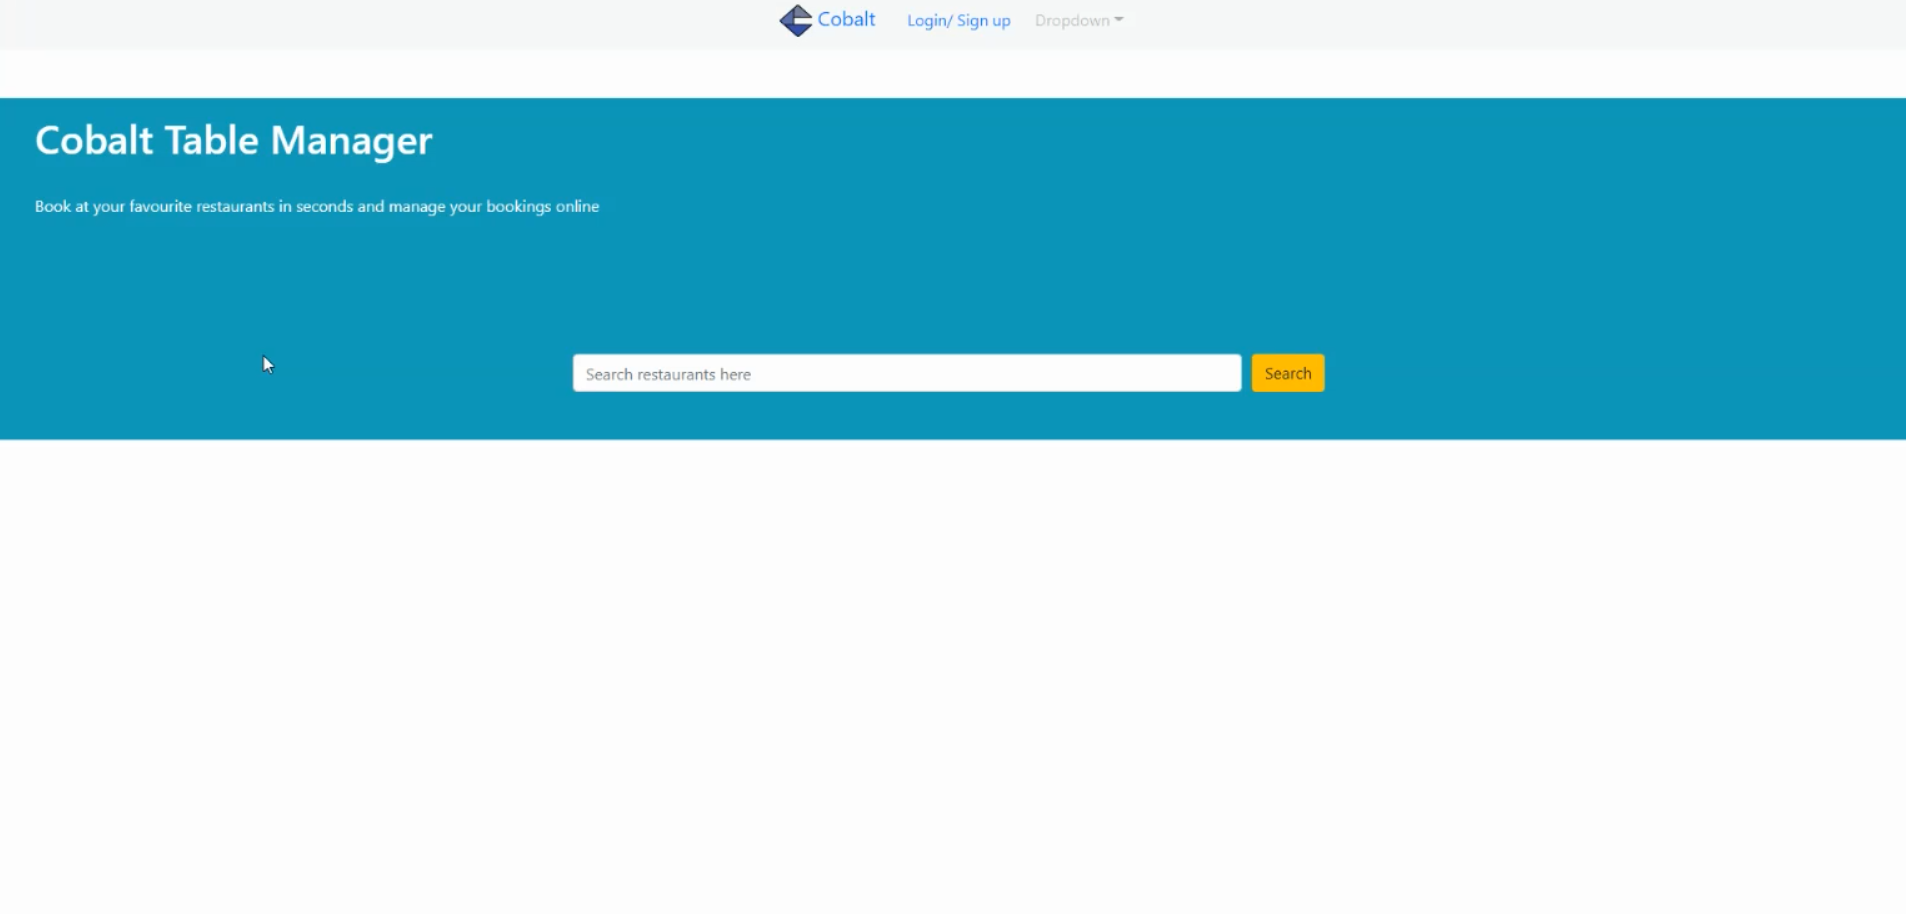 Cobalt Login/ Sign up Dropdown
Cobalt Table Manager
Book at your favourite restaurants in seconds and manage your bookings online
Search restaurants here Search